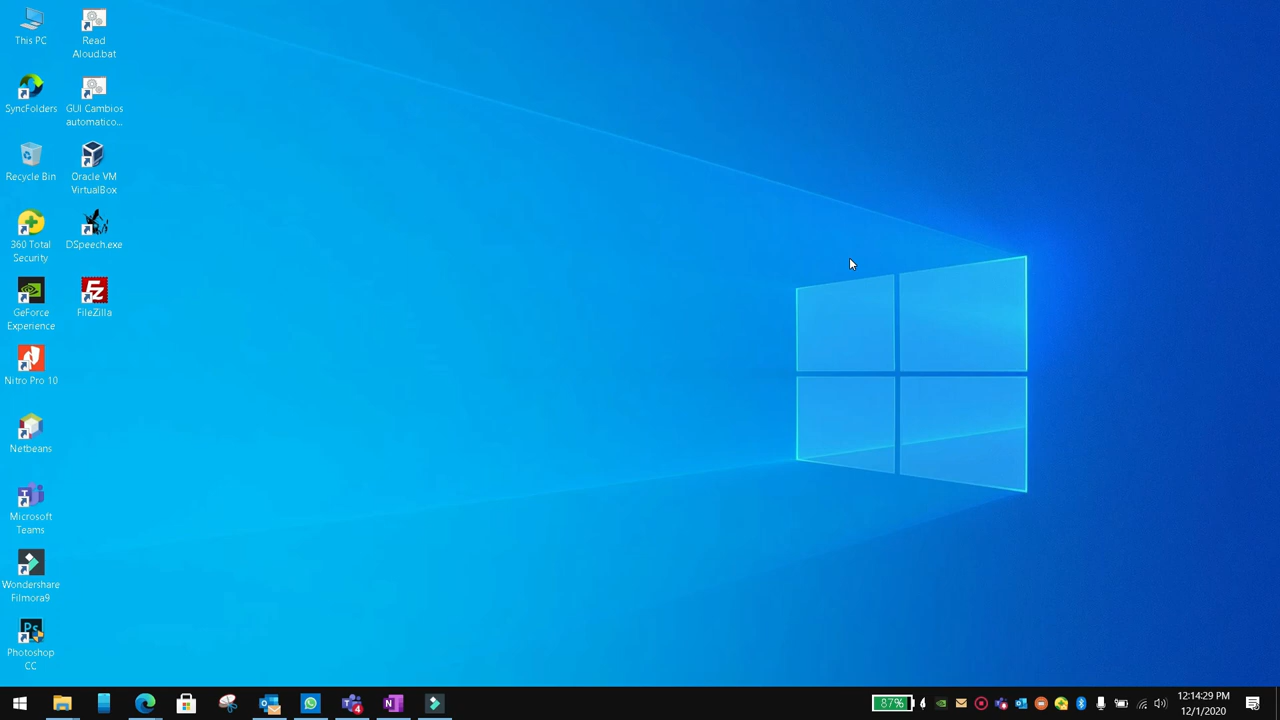 This PC
Read
Aloud.bat
SyncFolders
GUI Cambios
automatico...
Recycle Bin
Oracle VM
VirtualBox
360 Total
Security
DSpeech.exe
GeForce
Experience
FileZilla
Nitro Pro 10
Netbeans
Microsoft
Teams
Wondershare
Filmora9
Ps
Photoshop
CC
4
N
87%
12:14:29 PM
12/1/2020